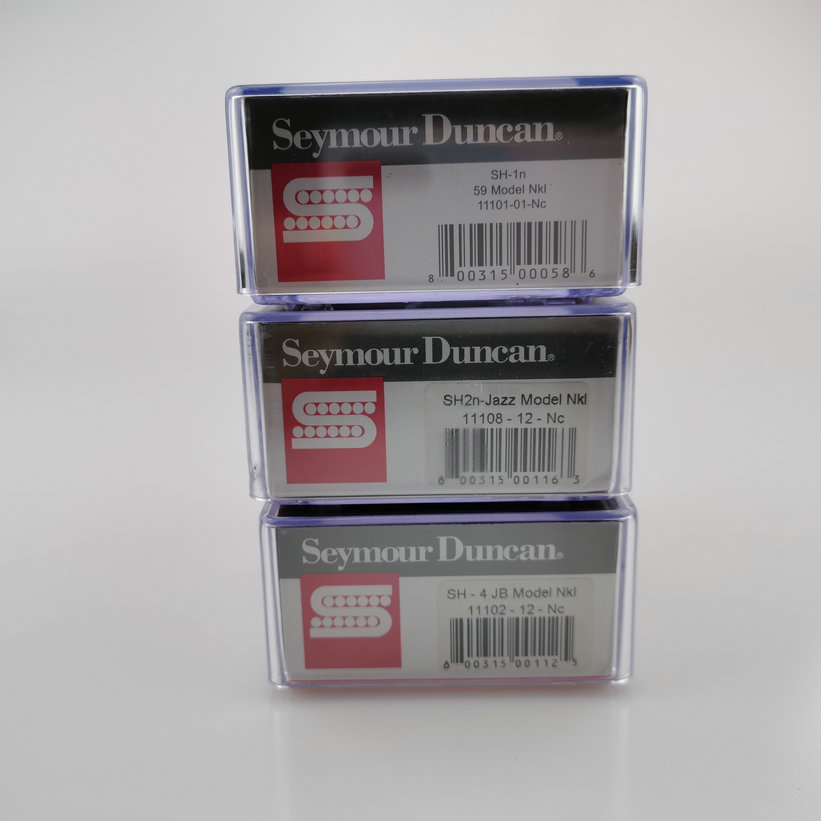 Seymour Duncan®
SH-1n
59 Model Nkl
11101-01-Nc
8 00315 00058 6
Seymour Duncan®
SH2n-Jazz Model Nkl
11108 - 12 - Nc
8 00315 00116 3
Seymour Duncan®
SH - 4 JB Model Nkl
11102 - 12 - Nc
8 00315 00112 5